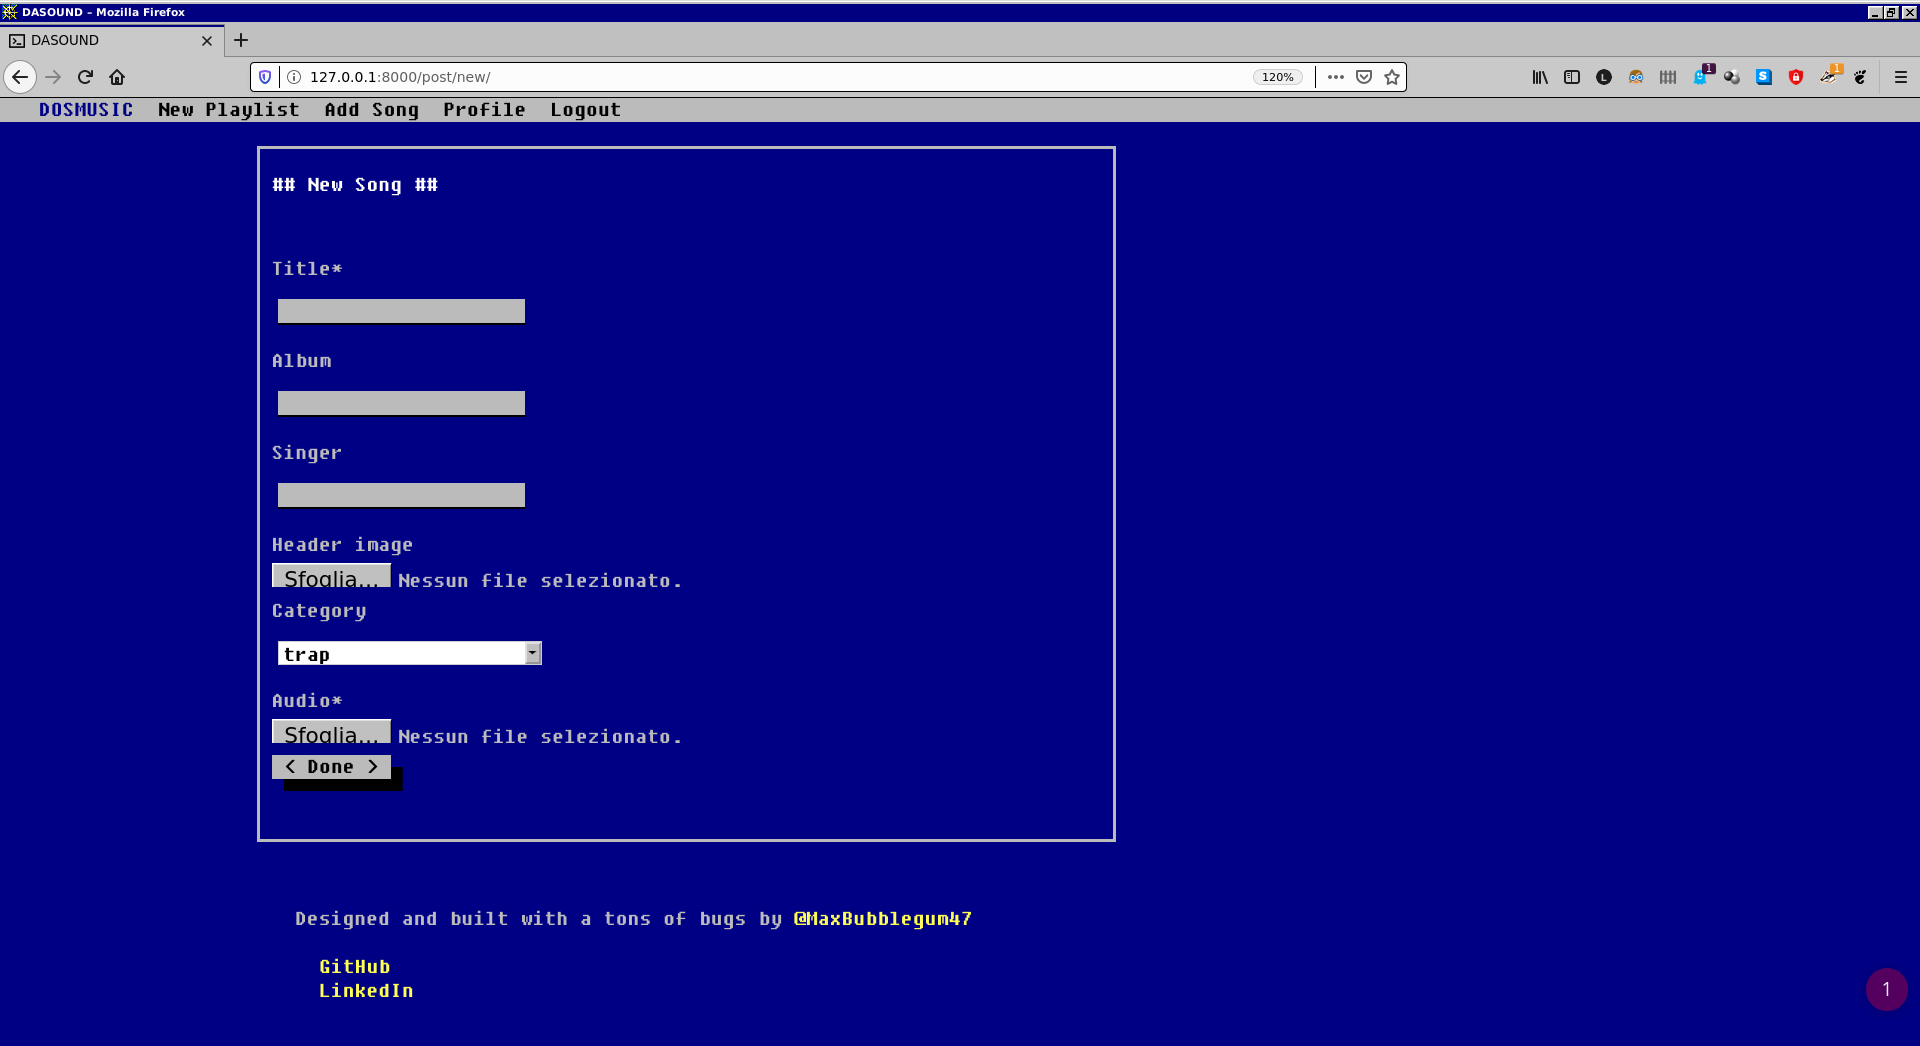 DASOUND - Mozilla Firefox
DASOUND
127.0.0.1:8000/post/new/
120%
L
1
S
1
DOSMUSIC New Playlist Add Song Profile Logout
## New Song ##
Title*
Album
Singer
Header image
Sfoglia... Nessun file selezionato.
Category
trap
Audio*
Sfoglia... Nessun file selezionato.
< Done >
Designed and built with a tons of bugs by @MaxBubblegum47
GitHub
LinkedIn
1